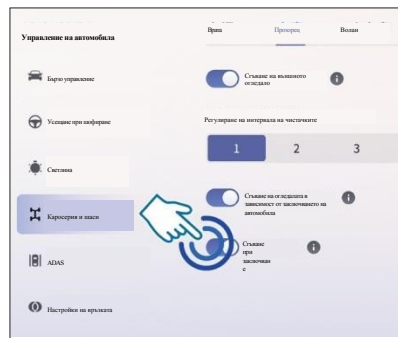 Управление на автомобила
Врата
Прозорец
Волан
Бързо управление
Усещане при шофиране
Светлина
Каросерия и шаси
ADAS
Настройки на връзката
Сгъване на външното
огледало
Регулиране на интервала на чистачките
1
2
3
Сгъване на огледалата в
зависимост от заключването на
автомобила
Сгъване
при
заключван
е